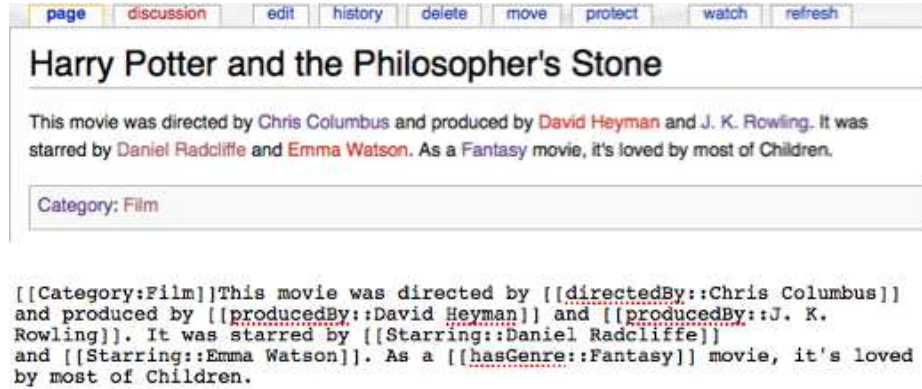 page discussion edit history delete move protect watch refresh
Harry Potter and the Philosopher's Stone
This movie was directed by Chris Columbus and produced by David Heyman and J. K. Rowling. It was
starred by Daniel Radcliffe and Emma Watson. As a Fantasy movie, it's loved by most of Children.
Category: Film
[[Category:Film]]This movie was directed by [[directedBy::Chris Columbus]]
and produced by [[producedBy::David Heyman]] and [[producedBy::J. K.
Rowling]]. It was starred by [[Starring::Daniel Radcliffe]]
and [[Starring::Emma Watson]]. As a [[hasGenre::Fantasy]] movie, it's loved
by most of Children.